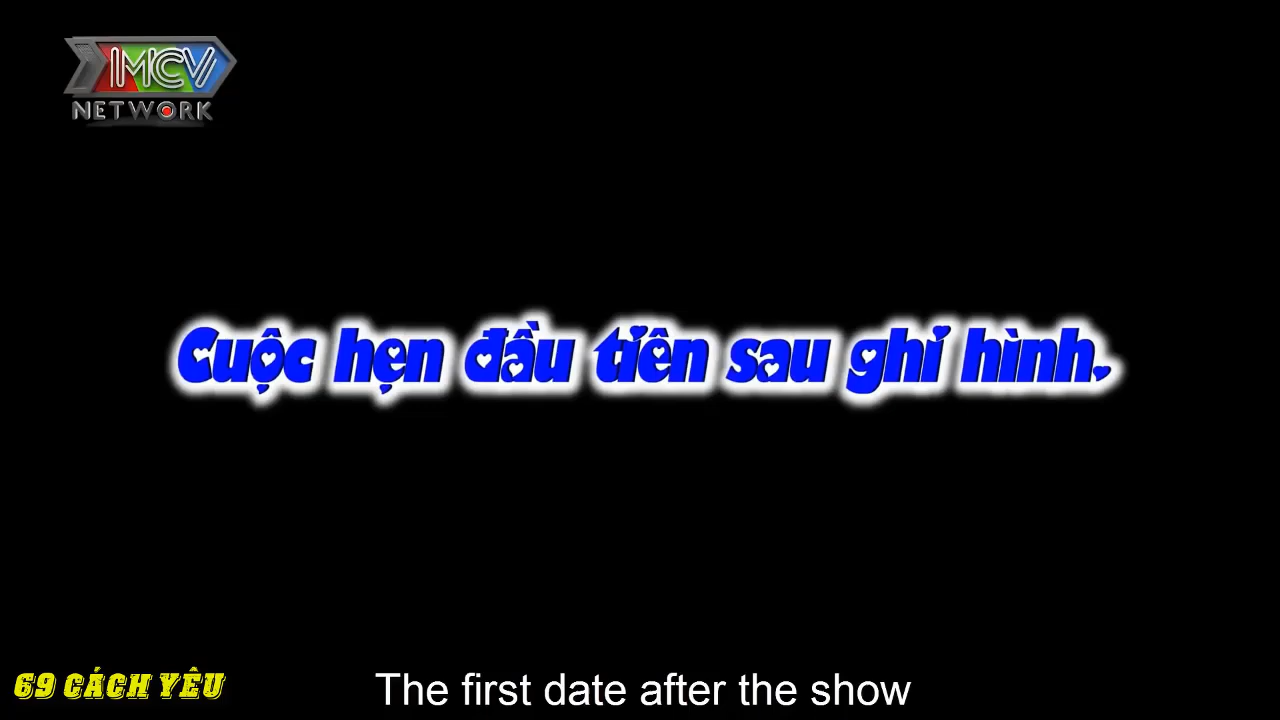 MCV
NETWORK
Cuộc hẹn đầu tiên sau ghi hình.
69 CÁCH YÊU
The first date after the show